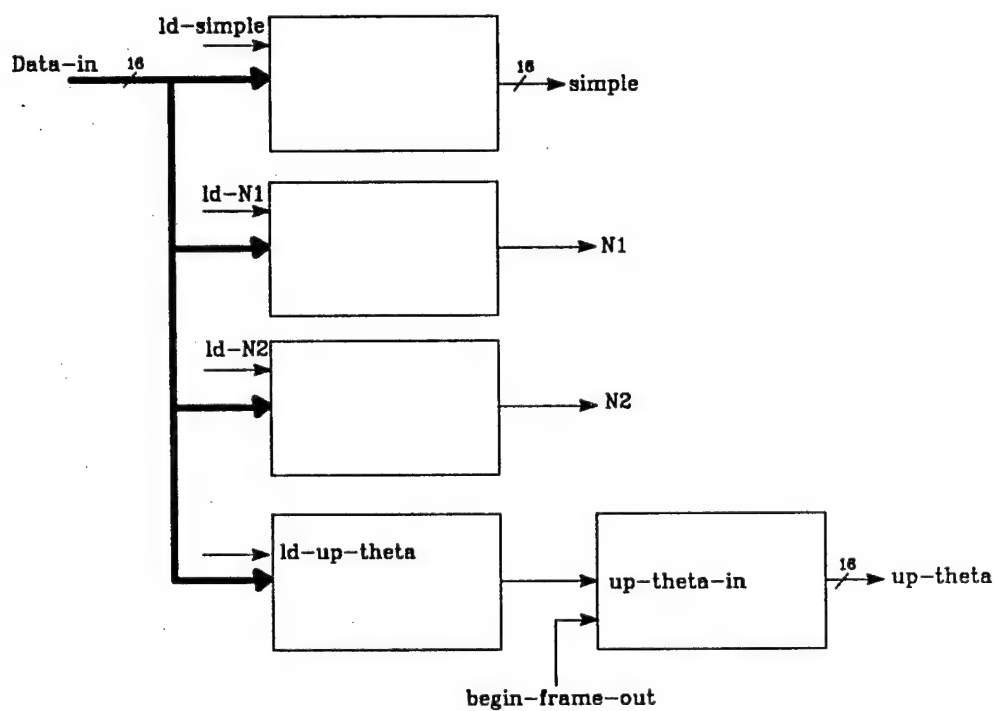 ld-simple
Data-in
16
16
simple
ld-N1
N1
ld-N2
N2
ld-up-theta
up-theta-in
16
up-theta
begin-frame-out